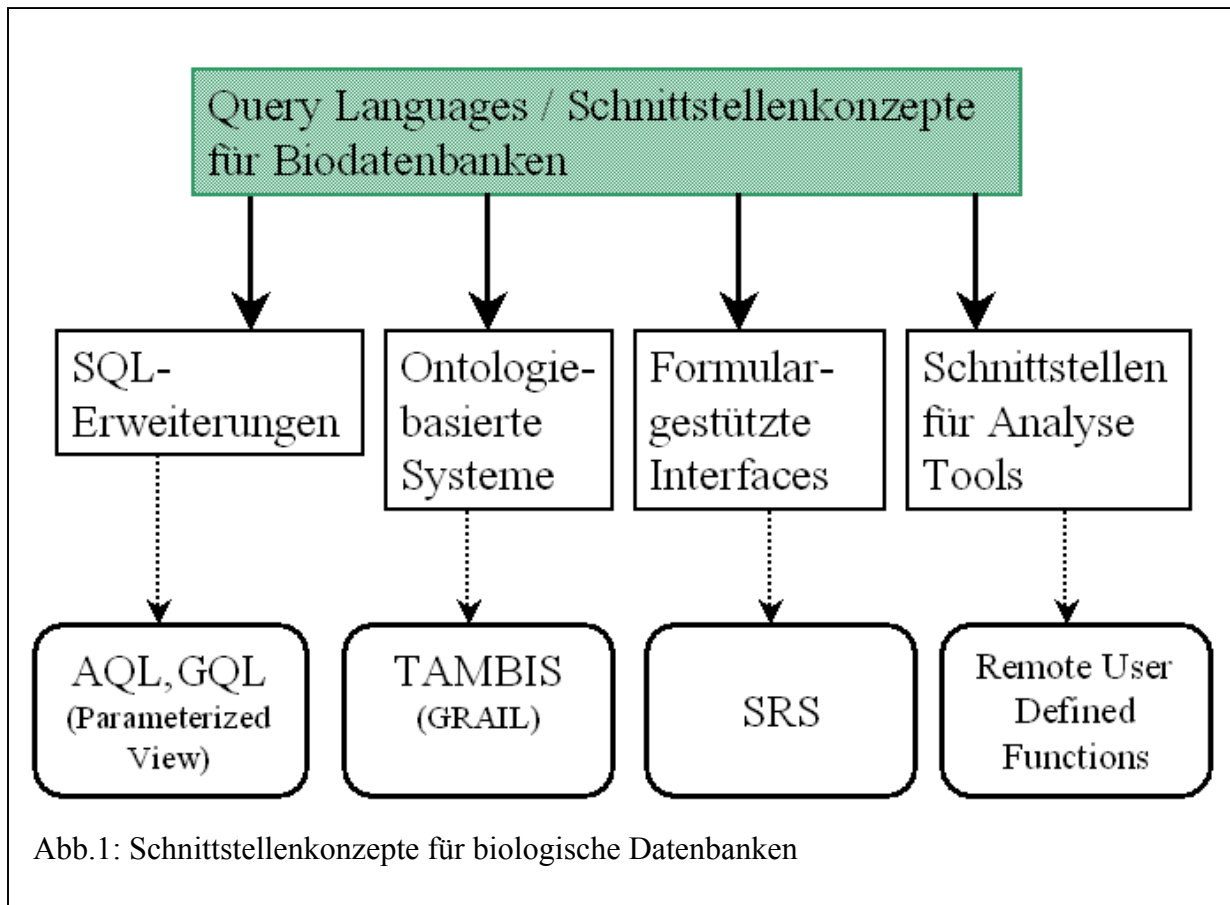 Query Languages / Schnittstellenkonzepte
für Biodatenbanken
SQL-
Erweiterungen
Ontologie-
basierte
Systeme
Formular-
gestützte
Interfaces
Schnittstellen
für Analyse
Tools
AQL,GQL
(Parameterized
View)
TAMBIS
(GRAIL)
SRS
Remote User
Defined
Functions
Abb.1: Schnittstellenkonzepte für biologische Datenbanken